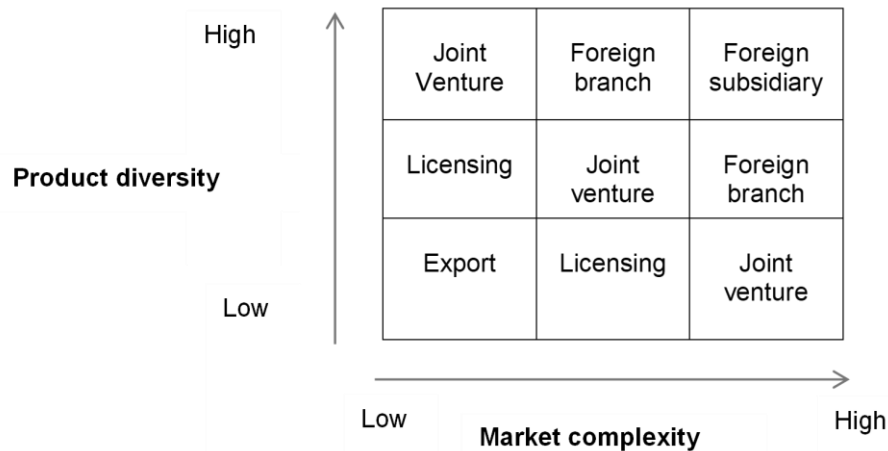 High
Joint
Venture
Foreign
branch
Foreign
subsidiary
Product diversity
Licensing
Joint
venture
Foreign
branch
Low
Export
Licensing
Joint
venture
Low
Market complexity
High